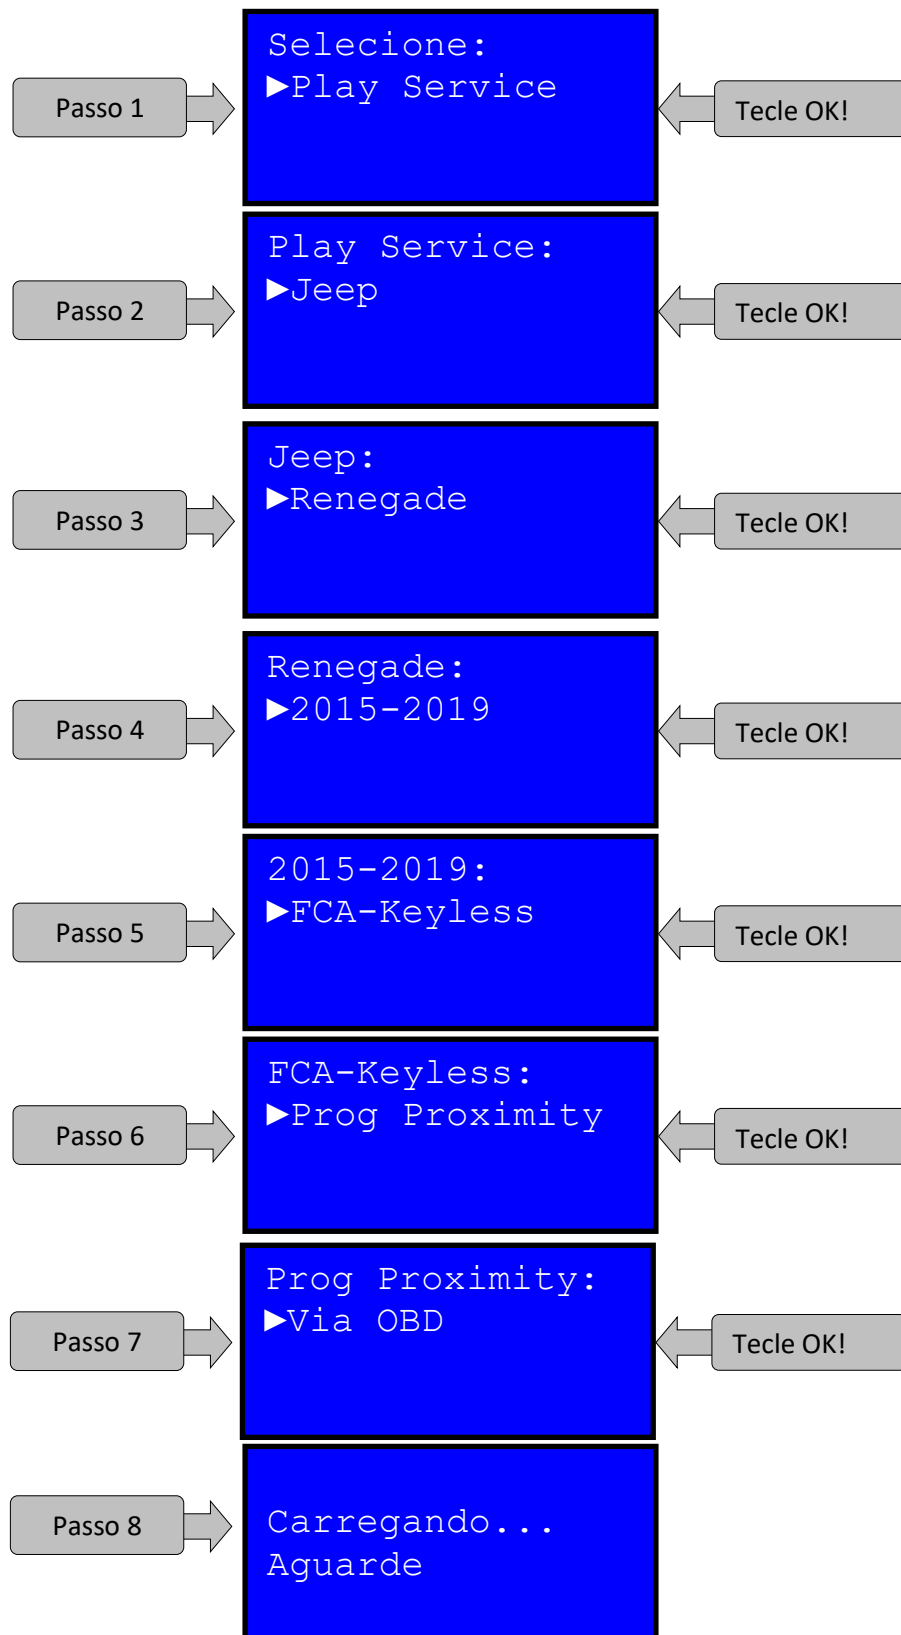 Passo 1
Selecione:
►Play Service
Tecle OK!
Passo 2
Play Service:
►Jeep
Tecle OK!
Passo 3
Jeep:
►Renegade
Tecle OK!
Passo 4
Renegade:
►2015-2019
Tecle OK!
Passo 5
2015-2019:
►FCA-Keyless
Tecle OK!
Passo 6
FCA-Keyless:
►Prog Proximity
Tecle OK!
Passo 7
Prog Proximity:
►Via OBD
Tecle OK!
Passo 8
Carregando...
Aguarde